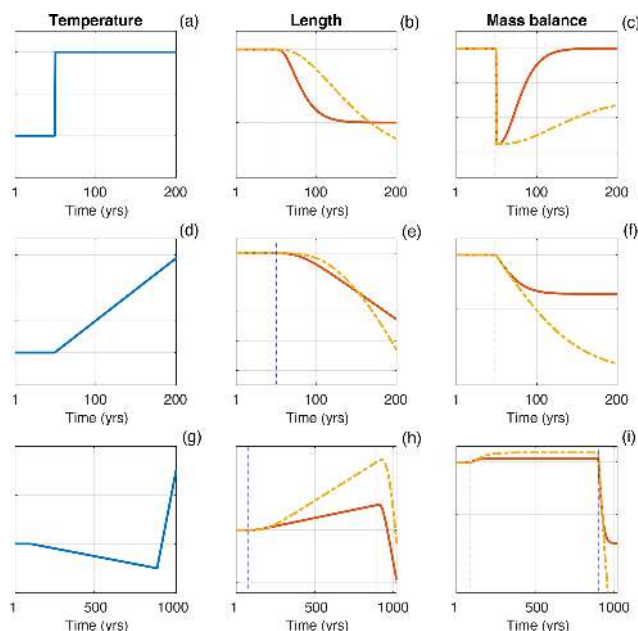 Temperature (a)
Length (b)
Mass balance (c)
1 100 200
1 100 200
1 100 200
Time (yrs)
Time (yrs)
Time (yrs)
(d)
(e)
(f)
1 100 200
1 100 200
1 100 200
Time (yrs)
Time (yrs)
Time (yrs)
(g)
(h)
(i)
1 500 1000
1 500 1000
1 500 1000
Time (yrs)
Time (yrs)
Time (yrs)